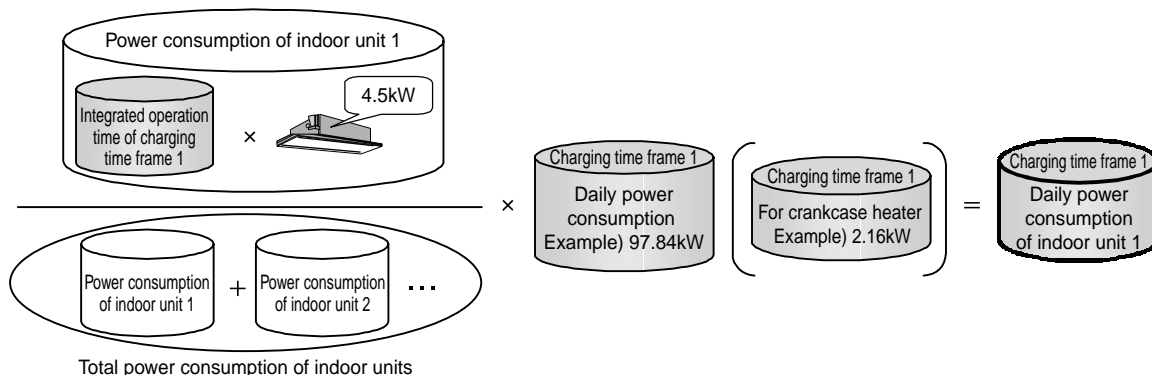 Power consumption of indoor unit 1
4.5kW
Integrated operation
time of charging
time frame 1
×
×
Charging time frame 1
Daily power
consumption
Example) 97.84kW
Charging time frame 1
For crankcase heater
Example) 2.16kW
=
Charging time frame 1
Daily power
consumption
of indoor unit 1
Power consumption
of indoor unit 1
+
Power consumption
of indoor unit 2
...
Total power consumption of indoor units